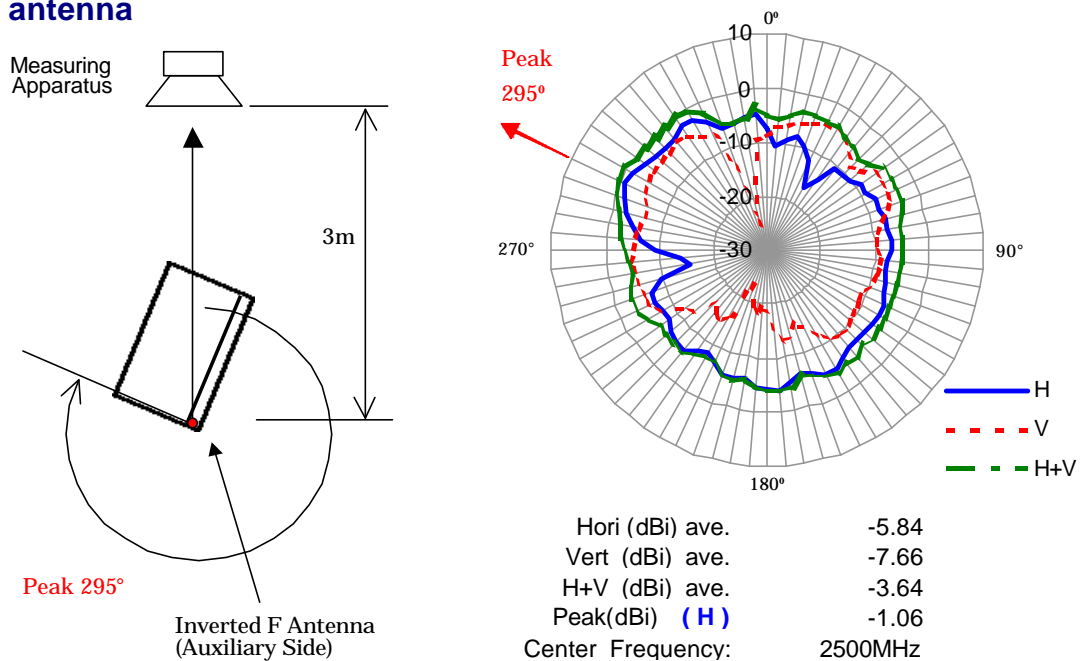 antenna
Measuring
Apparatus
3m
Peak 295°
Inverted F Antenna
(Auxiliary Side)
Peak
295°
0°
10
0
-10
-20
-30
270°
90°
180°
H
V
H+V
Hori (dBi) ave. -5.84
Vert (dBi) ave. -7.66
H+V (dBi) ave. -3.64
Peak(dBi) ( H ) -1.06
Center Frequency: 2500MHz